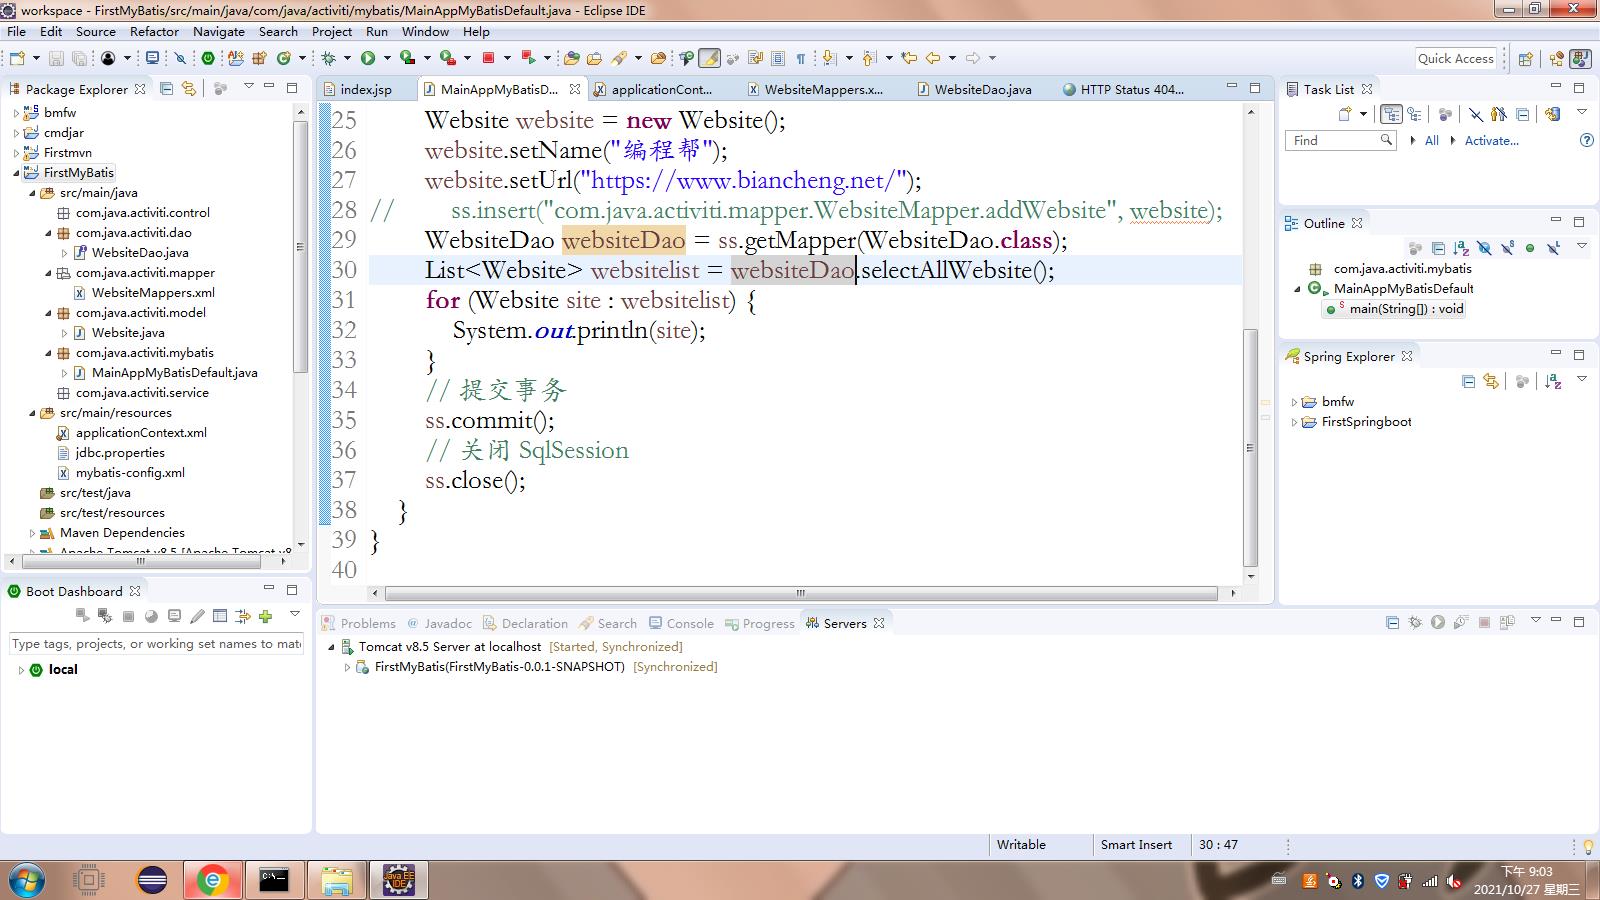 workspace - FirstMyBatis/src/main/java/com/java/activiti/mybatis/MainAppMyBatisDefault.java - Eclipse IDE
File Edit Source Refactor Navigate Search Project Run Window Help
Quick Access
Package Explorer
bmfw
cmdjar
Firstmvn
FirstMyBatis
src/main/java
com.java.activiti.control
com.java.activiti.dao
WebsiteDao.java
com.java.activiti.mapper
WebsiteMappers.xml
com.java.activiti.model
Website.java
com.java.activiti.mybatis
MainAppMyBatisDefault.java
com.java.activiti.service
src/main/resources
applicationContext.xml
jdbc.properties
mybatis-config.xml
src/test/java
src/test/resources
Maven Dependencies
Apache Tomcat v8.5 [Apache Tomcat v8
Boot Dashboard
Type tags, projects, or working set names to mat
local
index.jsp MainAppMyBatisD... applicationCont... WebsiteMappers.x... WebsiteDao.java HTTP Status 404...
25 Website website = new Website();
26 website.setName("编程帮");
27 website.setUrl("https://www.biancheng.net/");
28 // ss.insert("com.java.activiti.mapper.WebsiteMapper.addWebsite", website);
29 WebsiteDao websiteDao = ss.getMapper(WebsiteDao.class);
30 List<Website> websitelist = websiteDao.selectAllWebsite();
31 for (Website site : websitelist) {
32 System.out.println(site);
33 }
34 // 提交事务
35 ss.commit();
36 // 关闭 SqlSession
37 ss.close();
38 }
39 }
40
Problems Javadoc Declaration Search Console Progress Servers
Tomcat v8.5 Server at localhost [Started, Synchronized]
FirstMyBatis(FirstMyBatis-0.0.1-SNAPSHOT) [Synchronized]
Task List
Find All Activate...
Outline
com.java.activiti.mybatis
MainAppMyBatisDefault
main(String[]) : void
Spring Explorer
bmfw
FirstSpringboot
Writable Smart Insert 30 : 47
Java EE
IDE
下午 9:03
2021/10/27 星期三